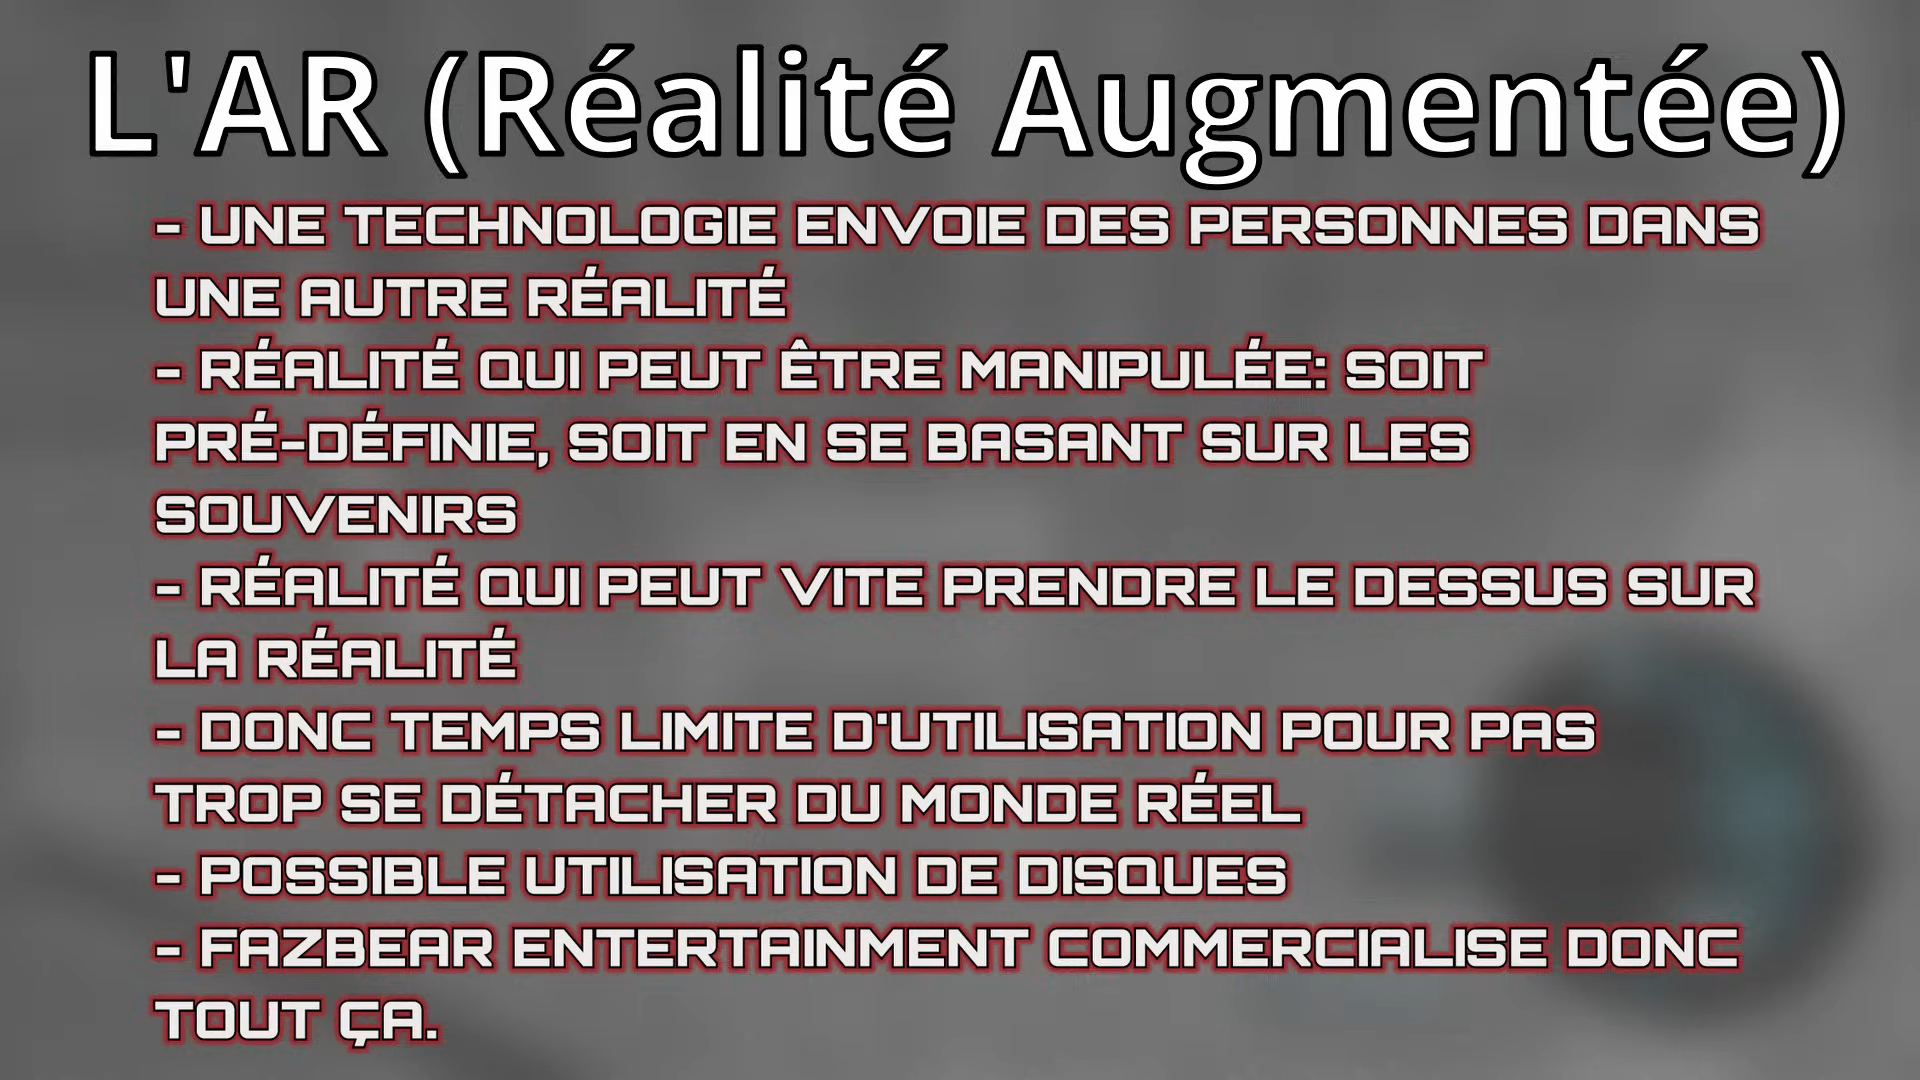 L'AR (Réalité Augmentée)
- UNE TECHNOLOGIE ENVOIE DES PERSONNES DANS
UNE AUTRE RÉALITÉ
- RÉALITÉ QUI PEUT ÊTRE MANIPULÉE: SOIT
PRÉ-DÉFINIE, SOIT EN SE BASANT SUR LES
SOUVENIRS
- RÉALITÉ QUI PEUT VITE PRENDRE LE DESSUS SUR
LA RÉALITÉ
- DONC TEMPS LIMITE D'UTILISATION POUR PAS
TROP SE DÉTACHER DU MONDE RÉEL
- POSSIBLE UTILISATION DE DISQUES
- FAZBEAR ENTERTAINMENT COMMERCIALISE DONC
TOUT ÇA.